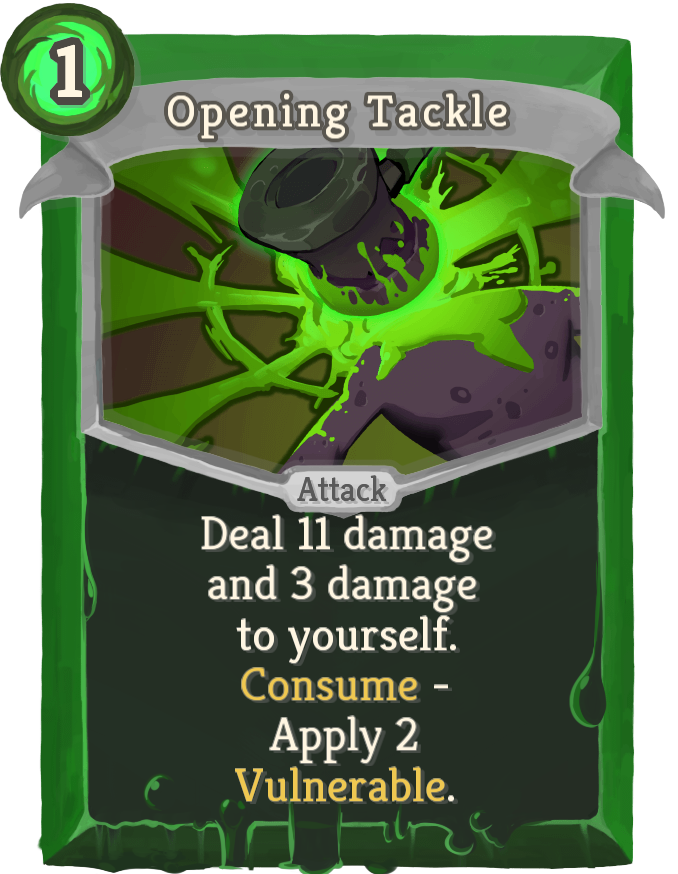 1
Opening Tackle
Attack
Deal 11 damage
and 3 damage
to yourself.
Consume -
Apply 2
Vulnerable.